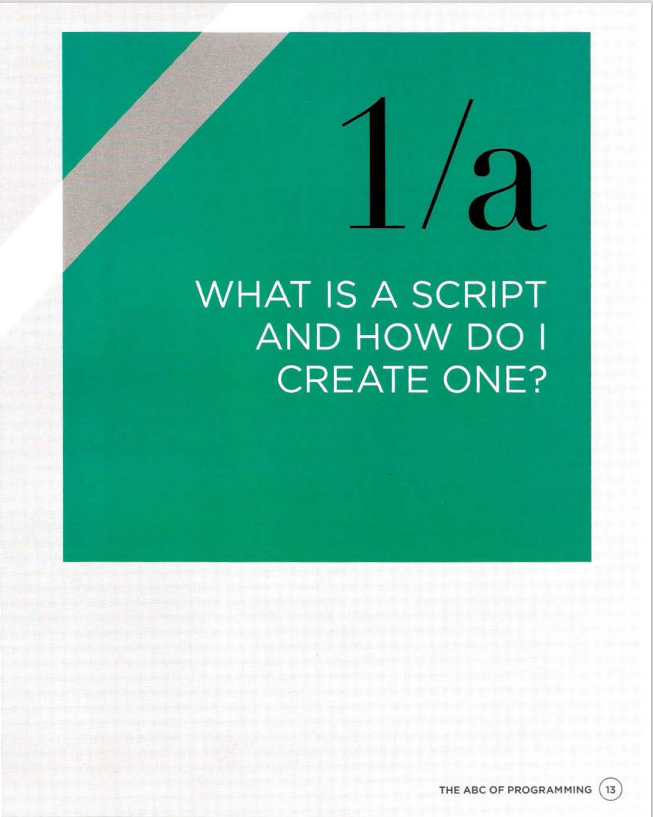 1/a
WHAT IS A SCRIPT
AND HOW DO I
CREATE ONE?
THE ABC OF PROGRAMMING 13